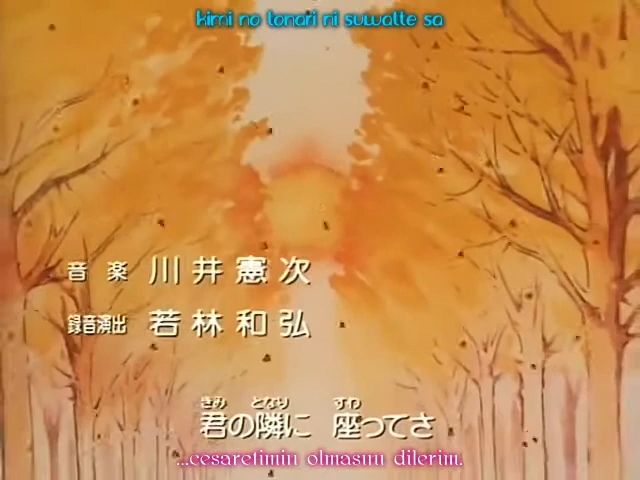 kimi no tonari ni suwatte sa
音楽 川井憲次
録音演出 若林和弘
きみ となり すわ
君の隣に 座ってさ
...cesaretimin olmasını dilerim.